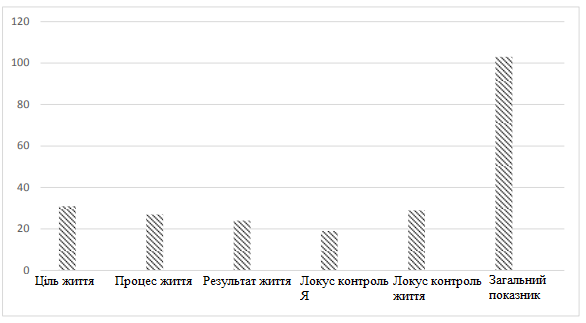 120
100
80
60
40
20
0
Ціль життя
Процес життя
Результат життя
Локус контроль
Я
Локус контроль
життя
Загальний
показник